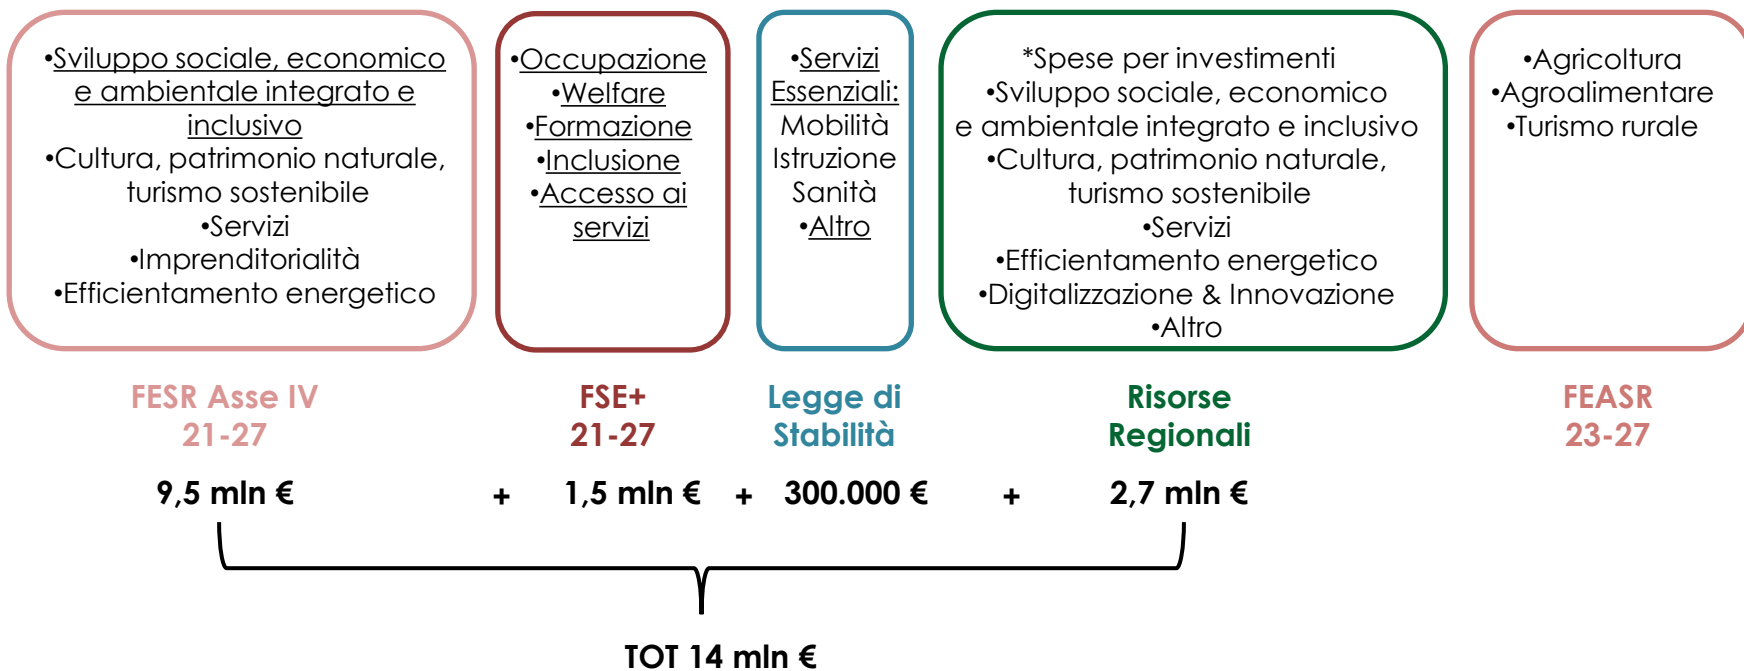 •Sviluppo sociale, economico
e ambientale integrato e
inclusivo
•Cultura, patrimonio naturale,
turismo sostenibile
•Servizi
•Imprenditorialità
•Efficientamento energetico
•Occupazione
•Welfare
•Formazione
•Inclusione
•Accesso ai
servizi
•Servizi
Essenziali:
Mobilità
Istruzione
Sanità
•Altro
*Spese per investimenti
•Sviluppo sociale, economico
e ambientale integrato e inclusivo
•Cultura, patrimonio naturale,
turismo sostenibile
•Servizi
•Efficientamento energetico
•Digitalizzazione & Innovazione
•Altro
•Agricoltura
•Agroalimentare
•Turismo rurale
FESR Asse IV
21-27
FSE+
21-27
Legge di
Stabilità
Risorse
Regionali
FEASR
23-27
9,5 mln € + 1,5 mln € + 300.000 € + 2,7 mln €
TOT 14 mln €